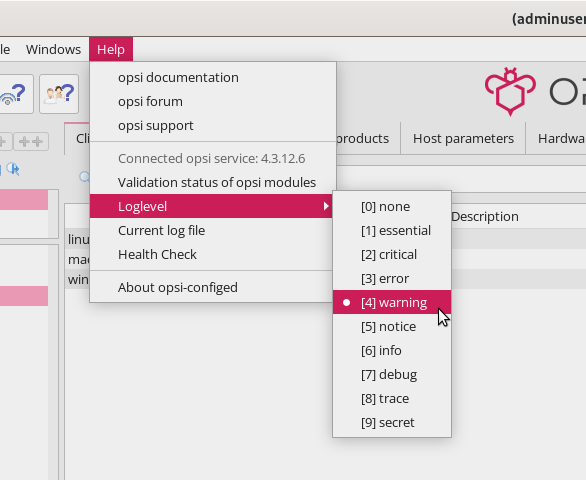 (adminuser
le Windows Help
opsi documentation
opsi forum
opsi support
Connected opsi service: 4.3.12.6
Validation status of opsi modules
Loglevel
Current log file
Health Check
About opsi-configed
[0] none
[1] essential
[2] critical
[3] error
[4] warning
[5] notice
[6] info
[7] debug
[8] trace
[9] secret
Cli products Host parameters Hardwa
Description
linu
mac
win